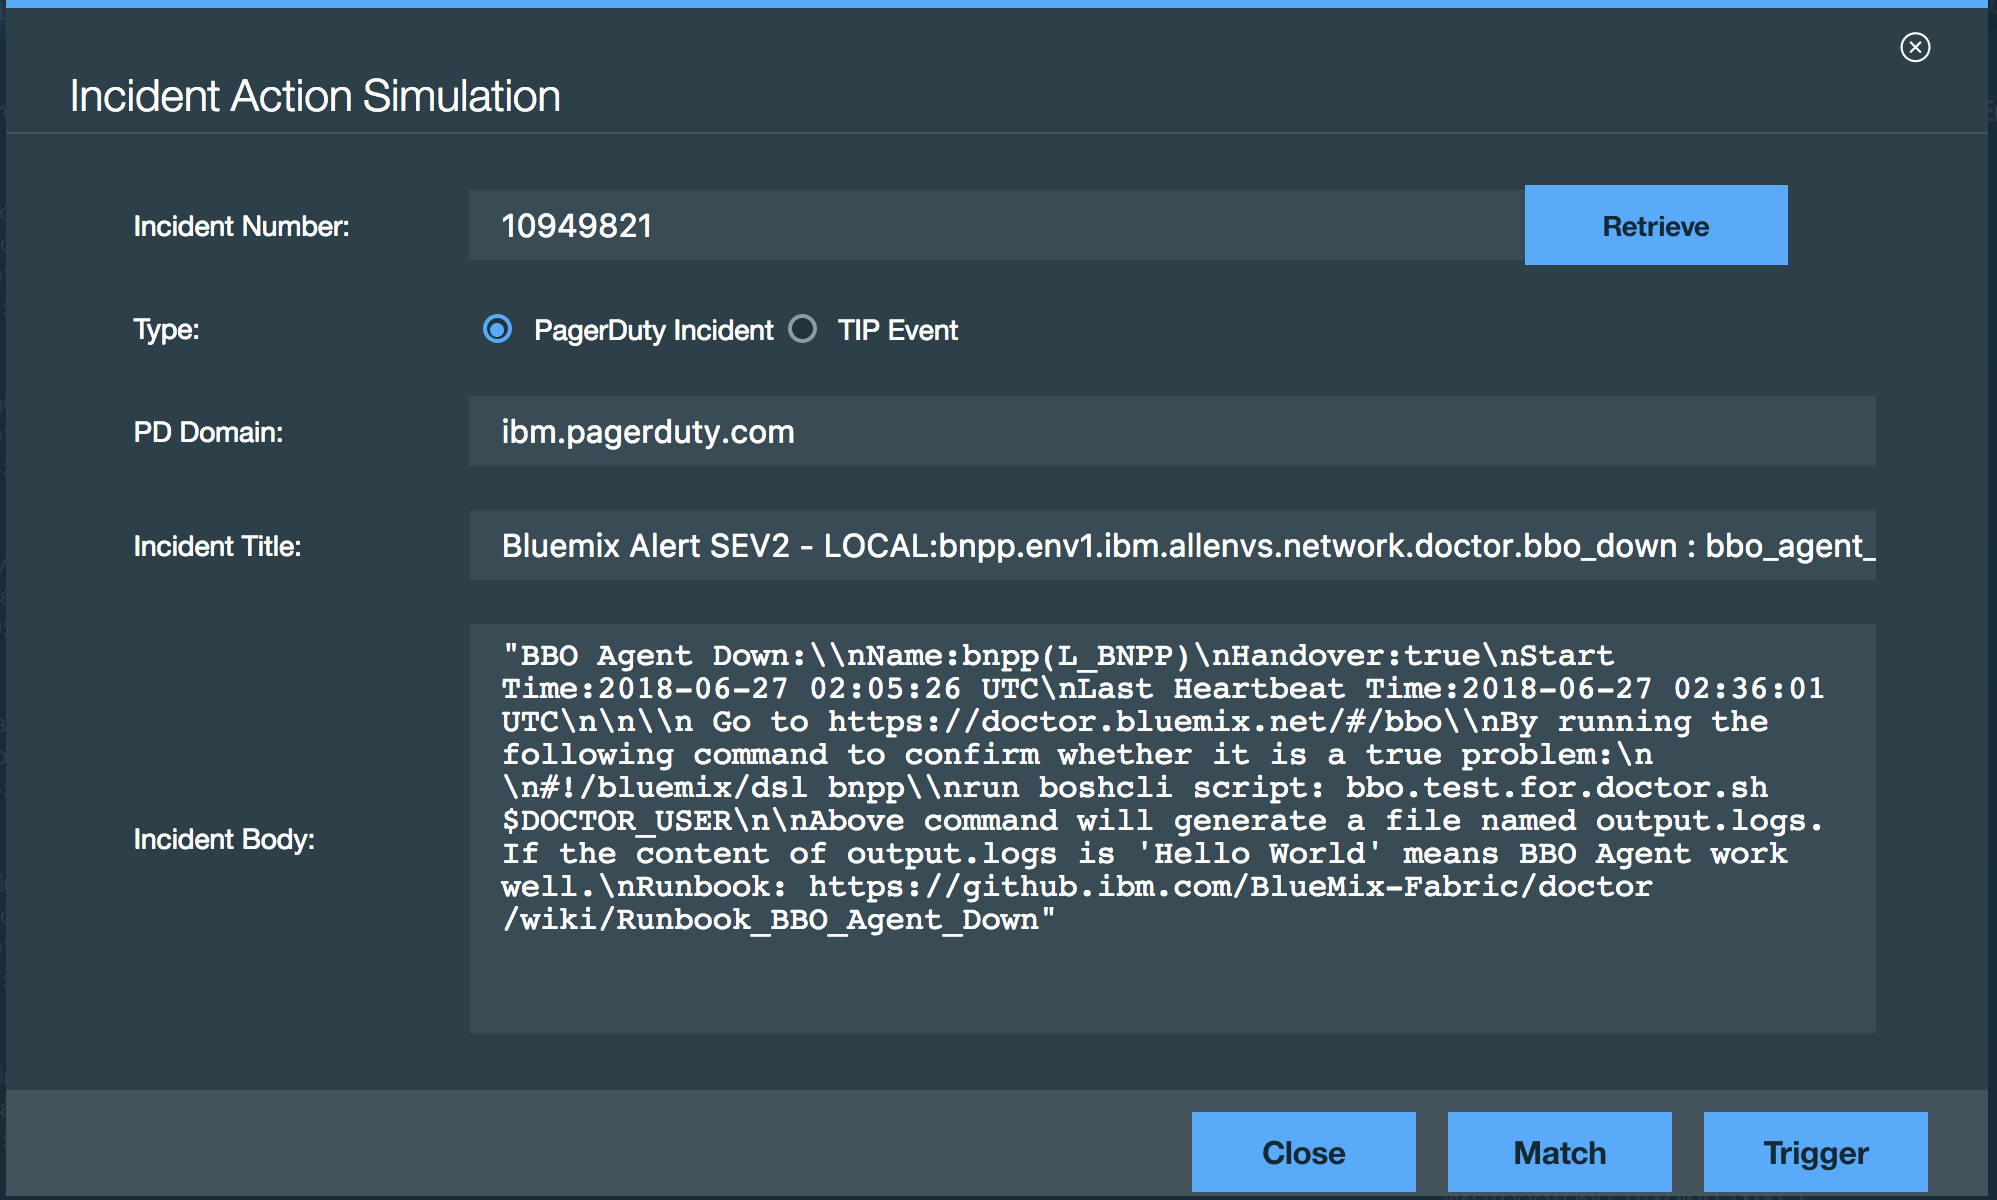 Incident Action Simulation
Incident Number:
10949821
Retrieve
Type:
PagerDuty Incident
TIP Event
PD Domain:
ibm.pagerduty.com
Incident Title:
Bluemix Alert SEV2 - LOCAL:bnpp.env1.ibm.allenvs.network.doctor.bbo_down : bbo_agent_
Incident Body:
"BBO Agent Down:\\nName:bnpp(L_BNPP)\nHandover:true\nStart
Time:2018-06-27 02:05:26 UTC\nLast Heartbeat Time:2018-06-27 02:36:01
UTC\n\n\\n Go to https://doctor.bluemix.net/#/bbo\\nBy running the
following command to confirm whether it is a true problem:\n
\n#!/bluemix/dsl bnpp\\nrun boshcli script: bbo.test.for.doctor.sh
$DOCTOR_USER\n\nAbove command will generate a file named output.logs.
If the content of output.logs is 'Hello World' means BBO Agent work
well.\nRunbook: https://github.ibm.com/BlueMix-Fabric/doctor
/wiki/Runbook_BBO_Agent_Down"
Close
Match
Trigger